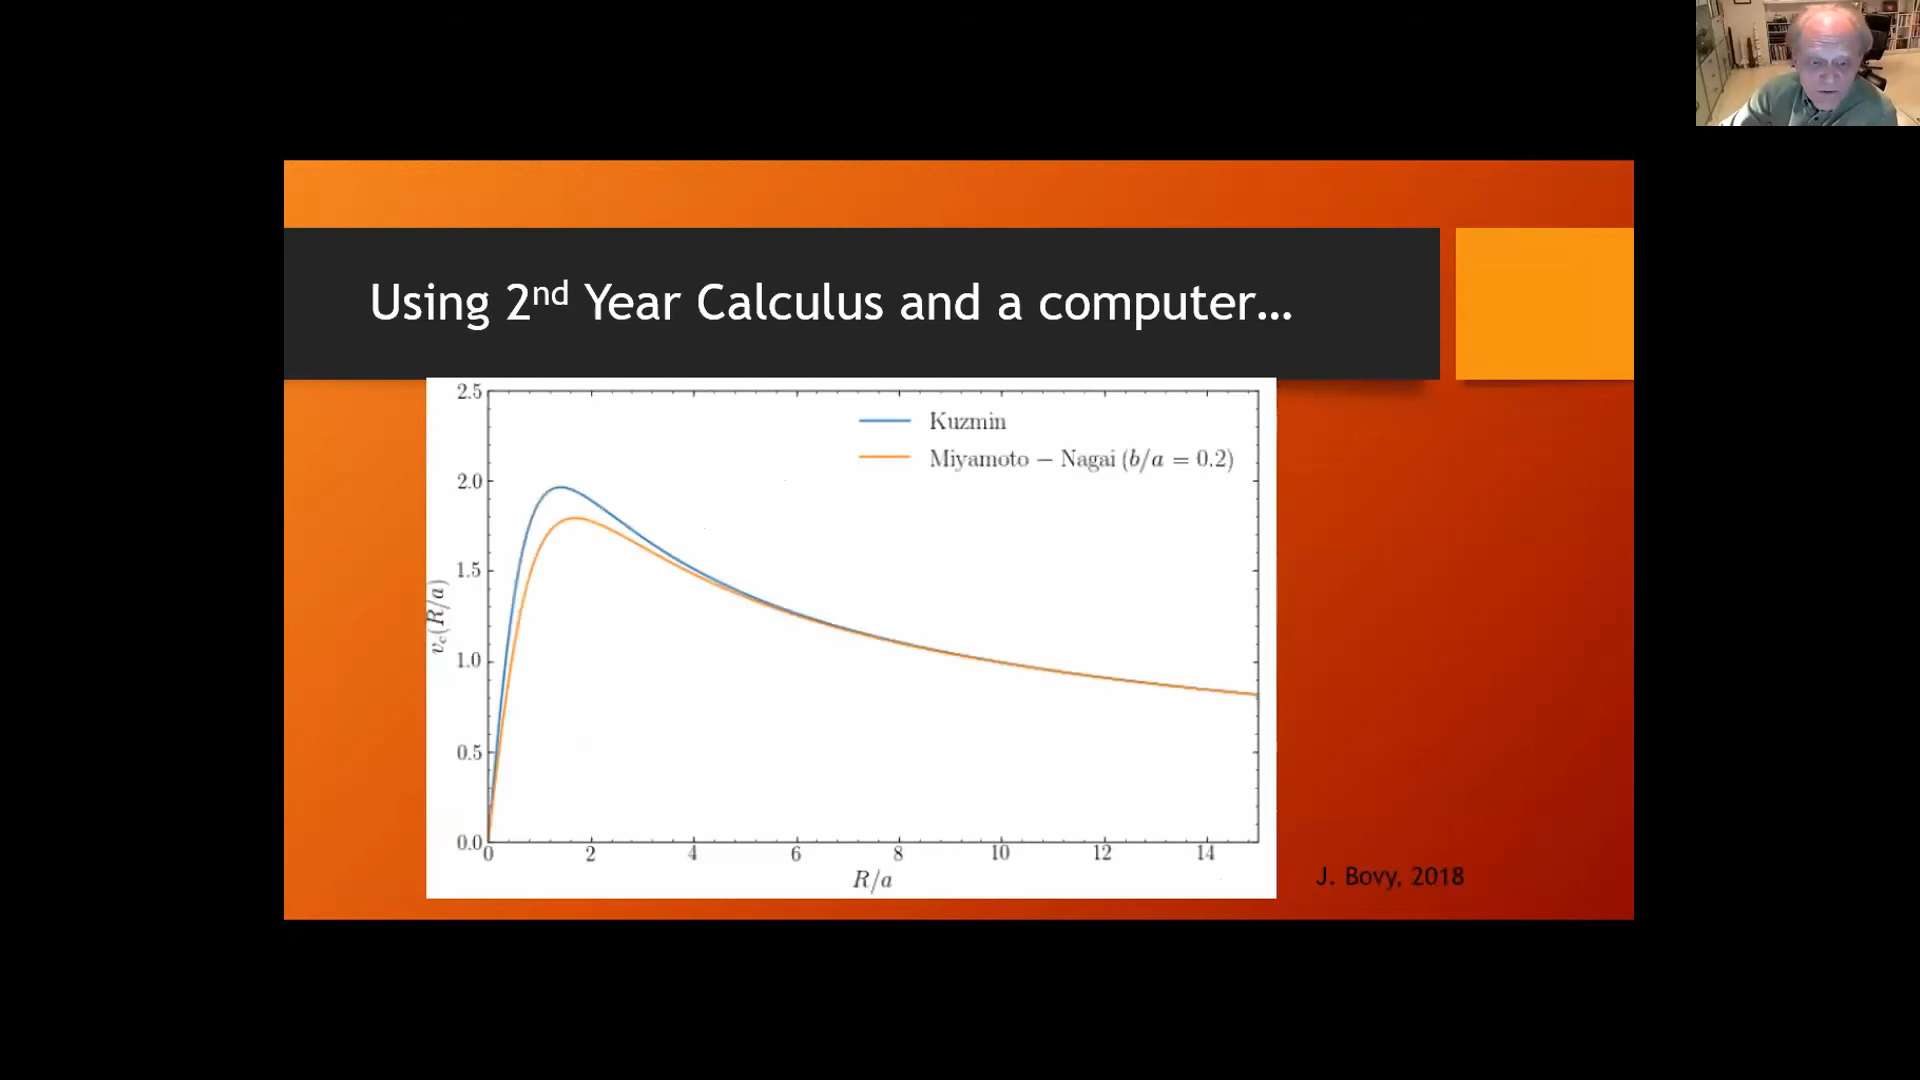 Using 2nd Year Calculus and a computer…
2.5
Kuzmin
Miyamoto – Nagai (b/a = 0.2)
2.0
1.5
v_c(R/a)
1.0
0.5
0.0
0 2 4 6 8 10 12 14
R/a
J. Bovy, 2018